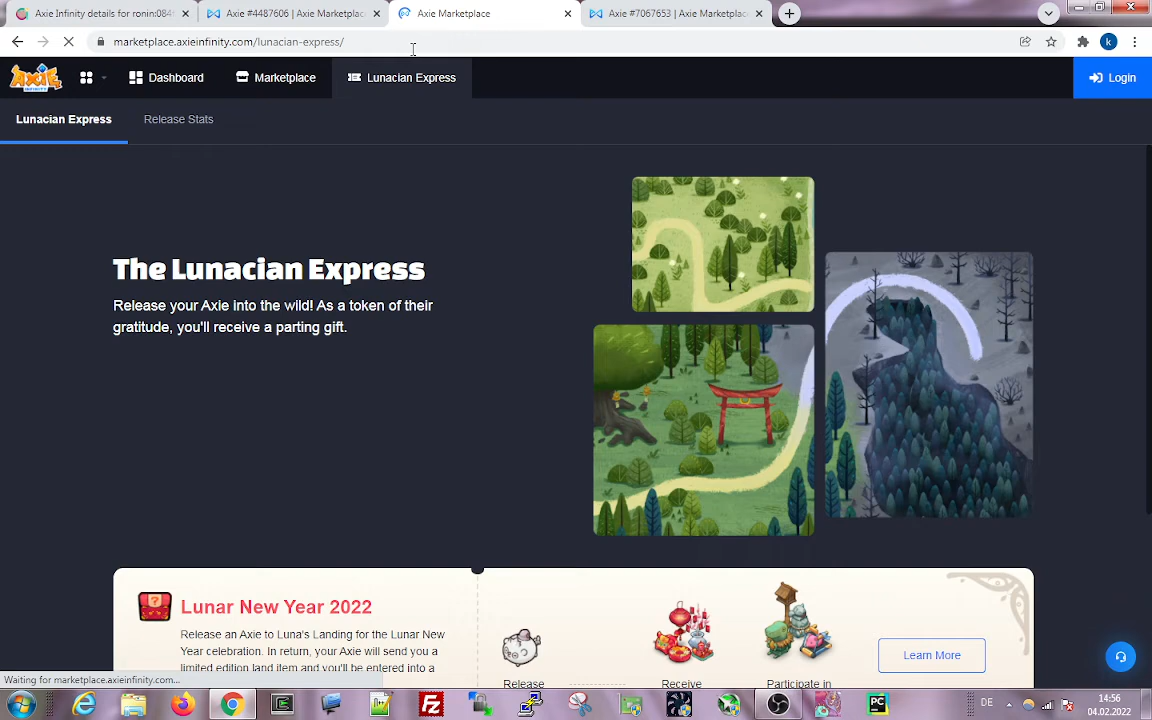 Axie Infinity details for ronin:084
Axie #4487606 | Axie Marketplac
Axie Marketplace
Axie #7067653 | Axie Marketplac
marketplace.axieinfinity.com/lunacian-express/
k
AXIE
INFINITY
Dashboard
Marketplace
Lunacian Express
Login
Lunacian Express
Release Stats
The Lunacian Express
Release your Axie into the wild! As a token of their
gratitude, you'll receive a parting gift.
Lunar New Year 2022
Release an Axie to Luna's Landing for the Lunar New
Year celebration. In return, your Axie will send you a
limited edition land item and you'll be entered into a
Release
Receive
Participate in
Learn More
Waiting for marketplace.axieinfinity.com...
DE
14:56
04.02.2022